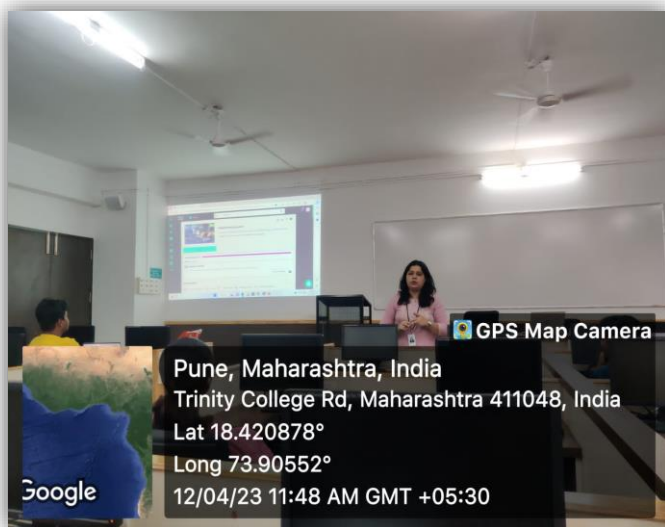 GPS Map Camera
Pune, Maharashtra, India
Trinity College Rd, Maharashtra 411048, India
Lat 18.420878°
Long 73.90552°
12/04/23 11:48 AM GMT +05:30
Google